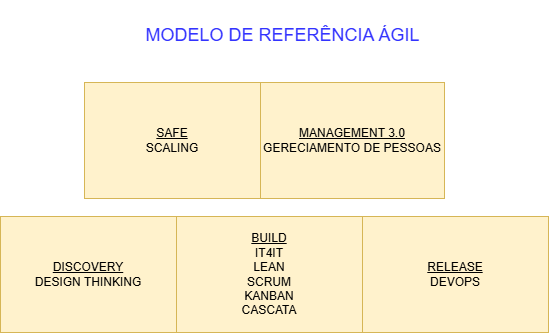 MODELO DE REFERÊNCIA ÁGIL
SAFE
SCALING
MANAGEMENT 3.0
GERECIAMENTO DE PESSOAS
DISCOVERY
DESIGN THINKING
BUILD
IT4IT
LEAN
SCRUM
KANBAN
CASCATA
RELEASE
DEVOPS